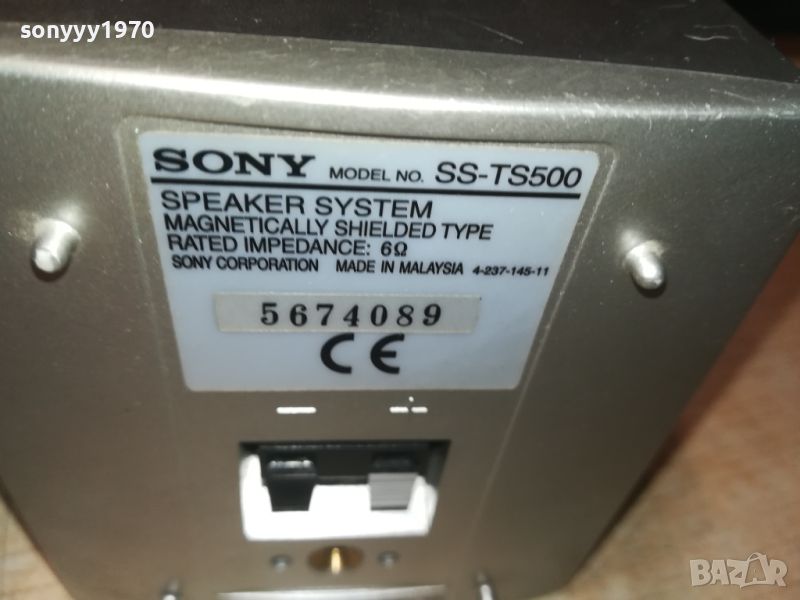 sonyyy1970
SONY MODEL NO. SS-TS500
SPEAKER SYSTEM
MAGNETICALLY SHIELDED TYPE
RATED IMPEDANCE: 6Ω
SONY CORPORATION MADE IN MALAYSIA 4-237-145-11
5674089
CE
− +
BAZAR